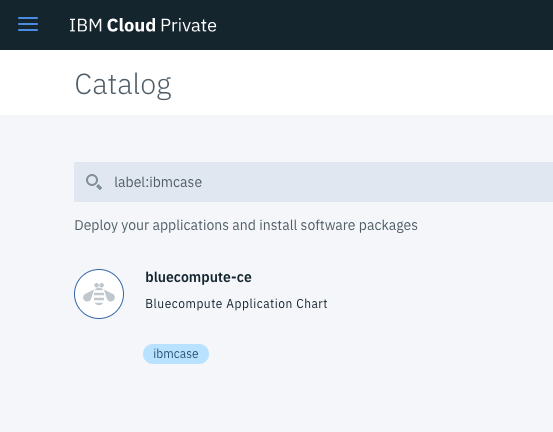 IBM Cloud Private
Catalog
label:ibmcase
Deploy your applications and install software packages
bluecompute-ce
Bluecompute Application Chart
ibmcase